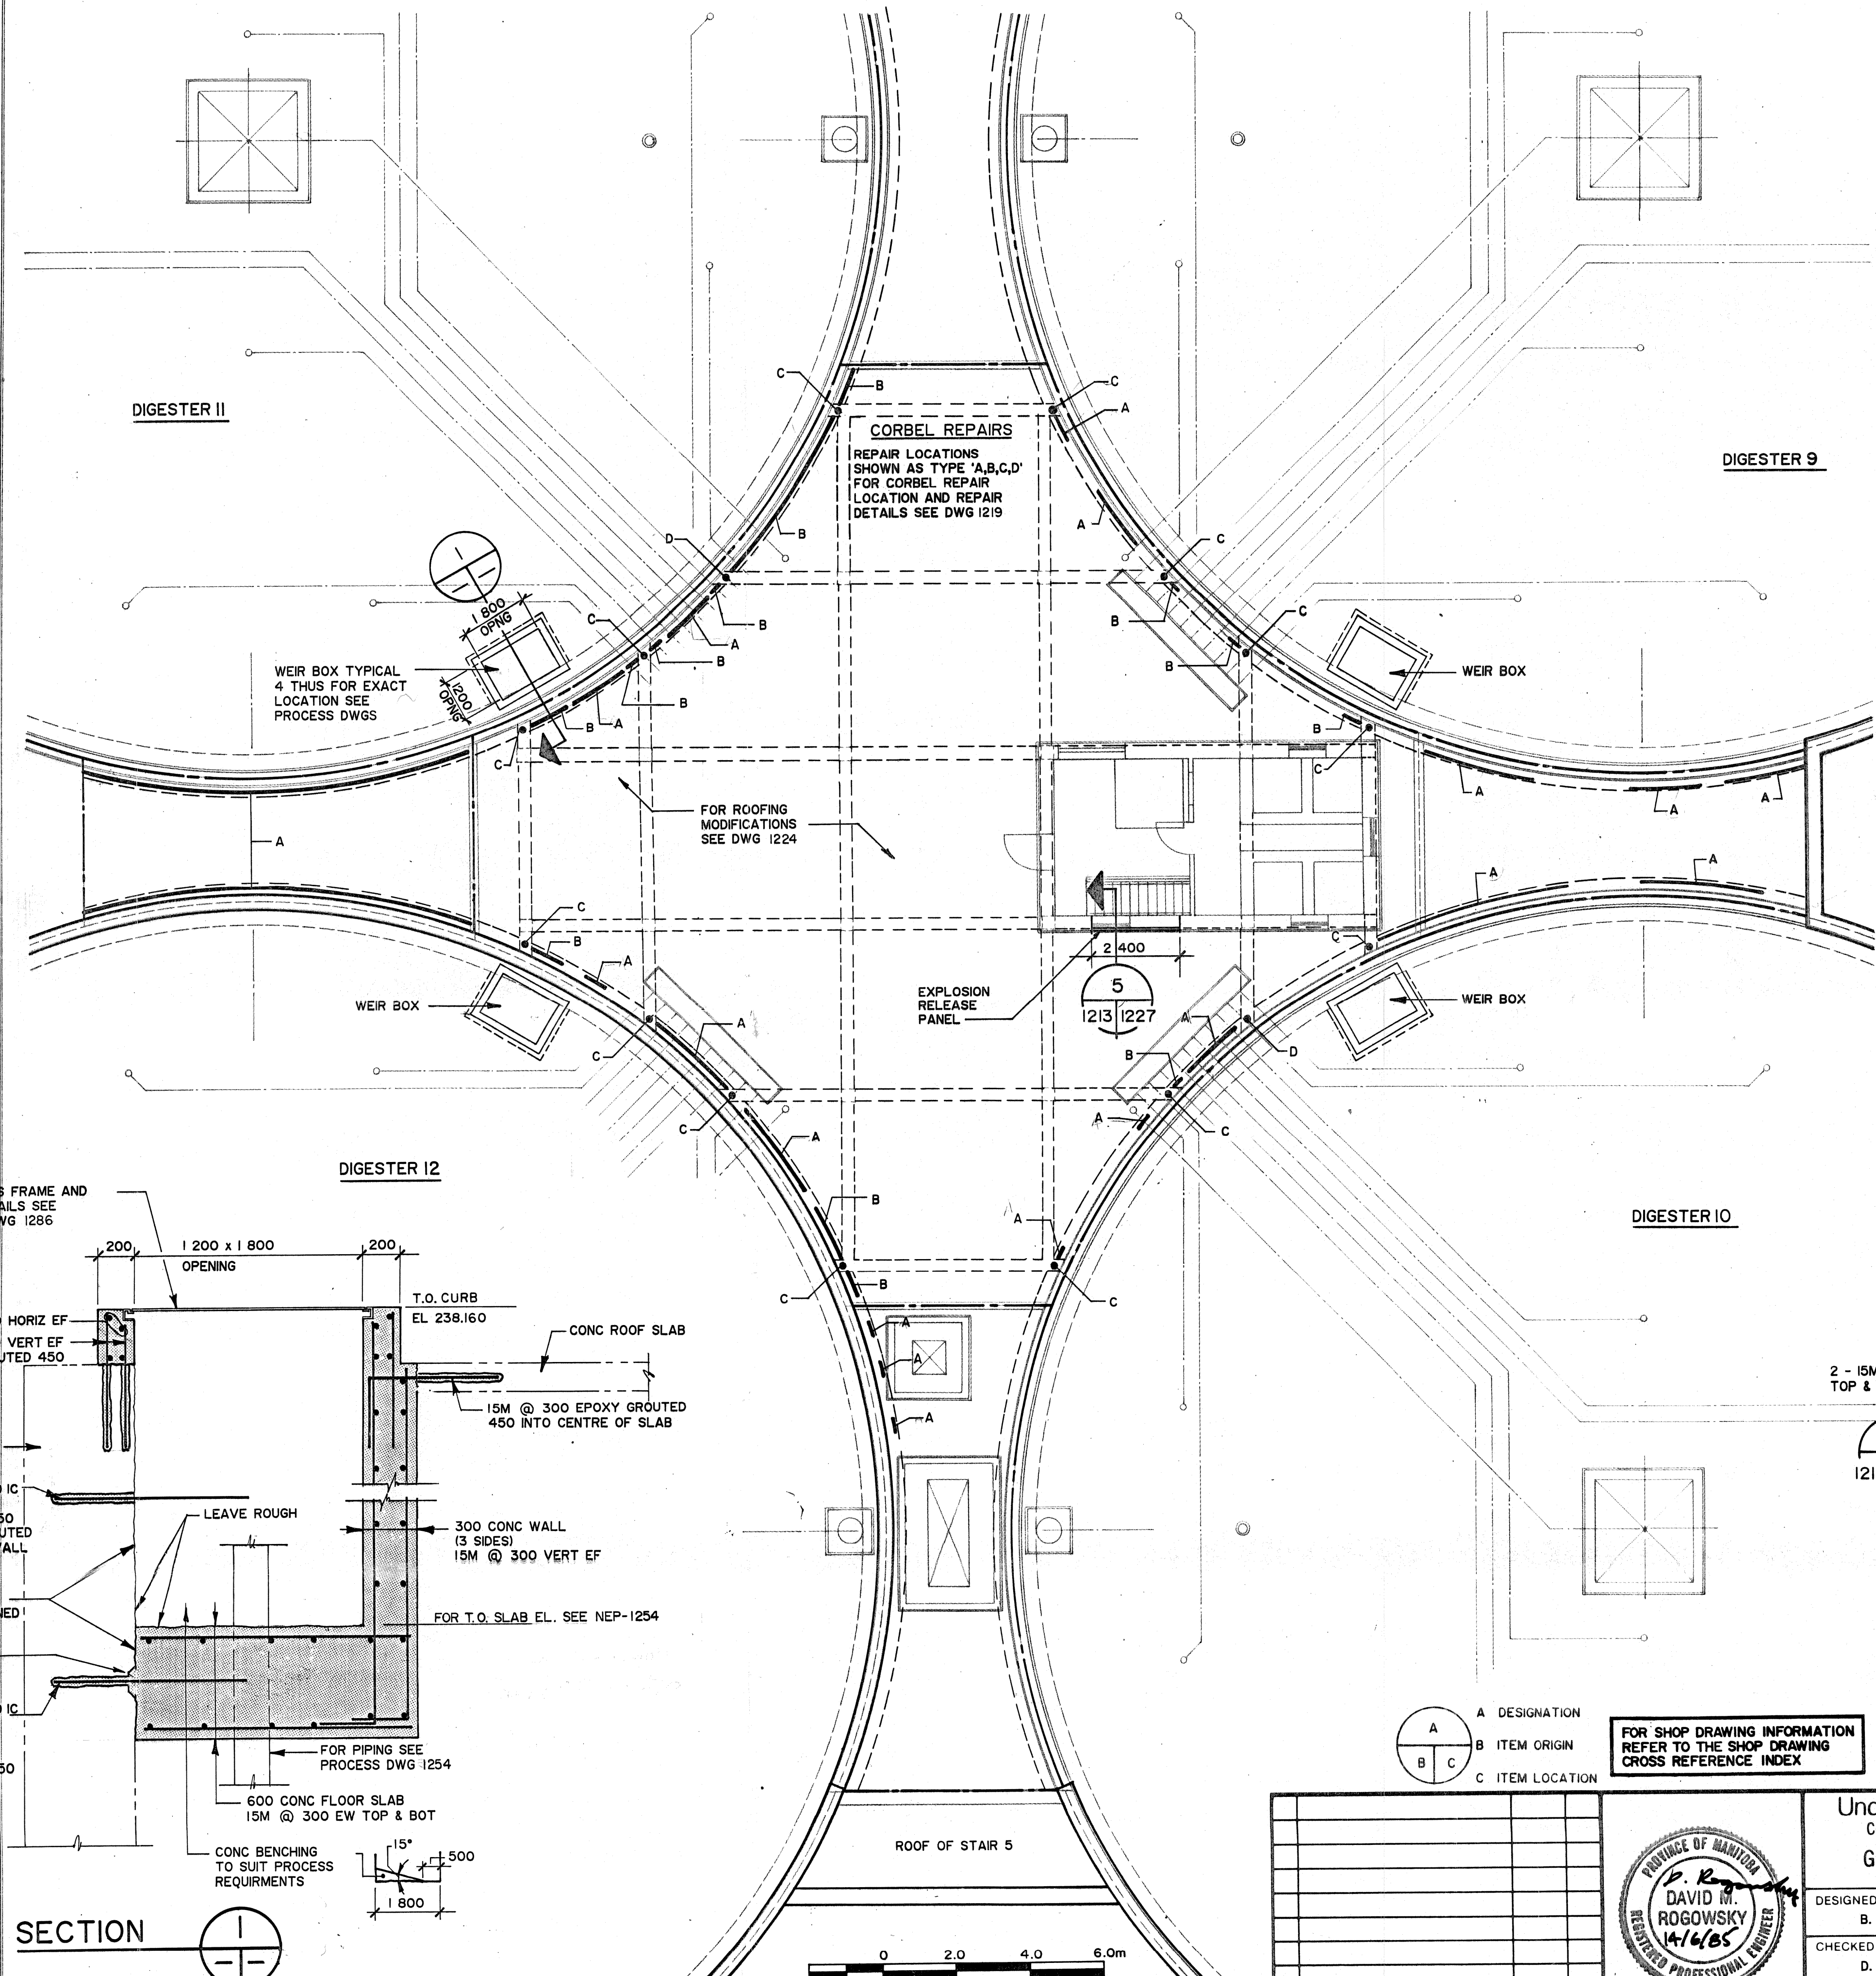 DIGESTER 11
DIGESTER 9
C
B
C
A
CORBEL REPAIRS
REPAIR LOCATIONS
SHOWN AS TYPE 'A,B,C,D'
FOR CORBEL REPAIR
LOCATION AND REPAIR
DETAILS SEE DWG 1219
A
B
D
C
1
1 800
OPNG
C
B
A
B
B
C
B
WEIR BOX TYPICAL
4 THUS FOR EXACT
LOCATION SEE
PROCESS DWGS
1200
OPNG
B
A
B
C
WEIR BOX
B
C
C
A
A
A
FOR ROOFING
MODIFICATIONS
SEE DWG 1224
A
A
A
C
B
A
C
2 400
WEIR BOX
EXPLOSION
RELEASE
PANEL
5
1213 1227
WEIR BOX
A
A
C
B
D
C
A
C
A
DIGESTER 12
B
A
DIGESTER 10
C
B
C
A
A
A
FRAME AND
SEE
1286
200
1 200 x 1 800
200
OPENING
T.O. CURB
EL 238.160
HORIZ EF
VERT EF
450
CONC ROOF SLAB
15M @ 300 EPOXY GROUTED
450 INTO CENTRE OF SLAB
2 - 15M
TOP &
LEAVE ROUGH
300 CONC WALL
(3 SIDES)
15M @ 300 VERT EF
FOR T.O. SLAB EL. SEE NEP-1254
FOR PIPING SEE
PROCESS DWG 1254
600 CONC FLOOR SLAB
15M @ 300 EW TOP & BOT
CONC BENCHING
TO SUIT PROCESS
REQUIRMENTS
15°
500
1 800
SECTION
1
ROOF OF STAIR 5
0 2.0 4.0 6.0m
A
B C
A DESIGNATION
B ITEM ORIGIN
C ITEM LOCATION
FOR SHOP DRAWING INFORMATION
REFER TO THE SHOP DRAWING
CROSS REFERENCE INDEX
PROVINCE OF MANITOBA
DAVID M.
ROGOWSKY
14/6/85
REGISTERED PROFESSIONAL ENGINEER
DESIGNED
B.
CHECKED
D.